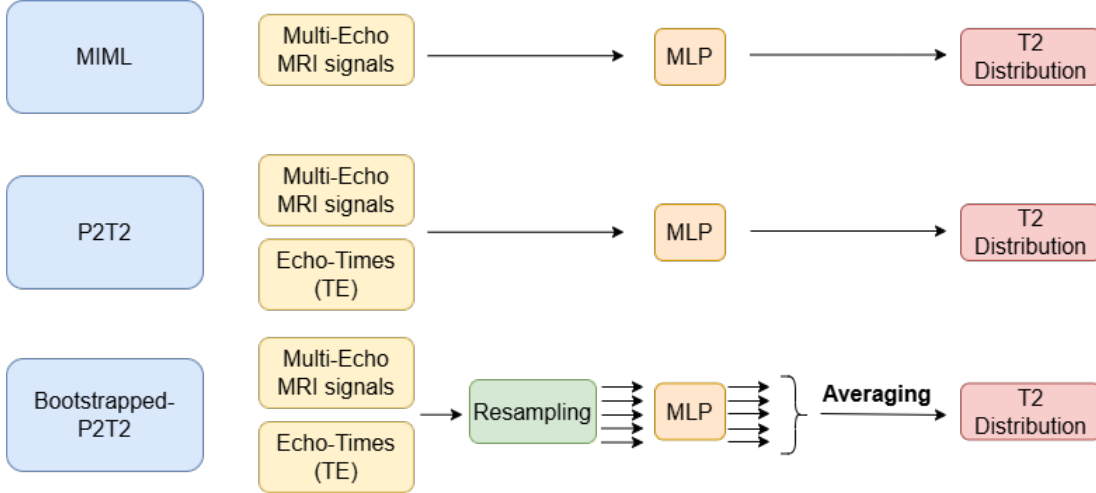 MIML
Multi-Echo
MRI signals
MLP
T2
Distribution
P2T2
Multi-Echo
MRI signals
Echo-Times
(TE)
MLP
T2
Distribution
Bootstrapped-
P2T2
Multi-Echo
MRI signals
Echo-Times
(TE)
Resampling
MLP
Averaging
T2
Distribution